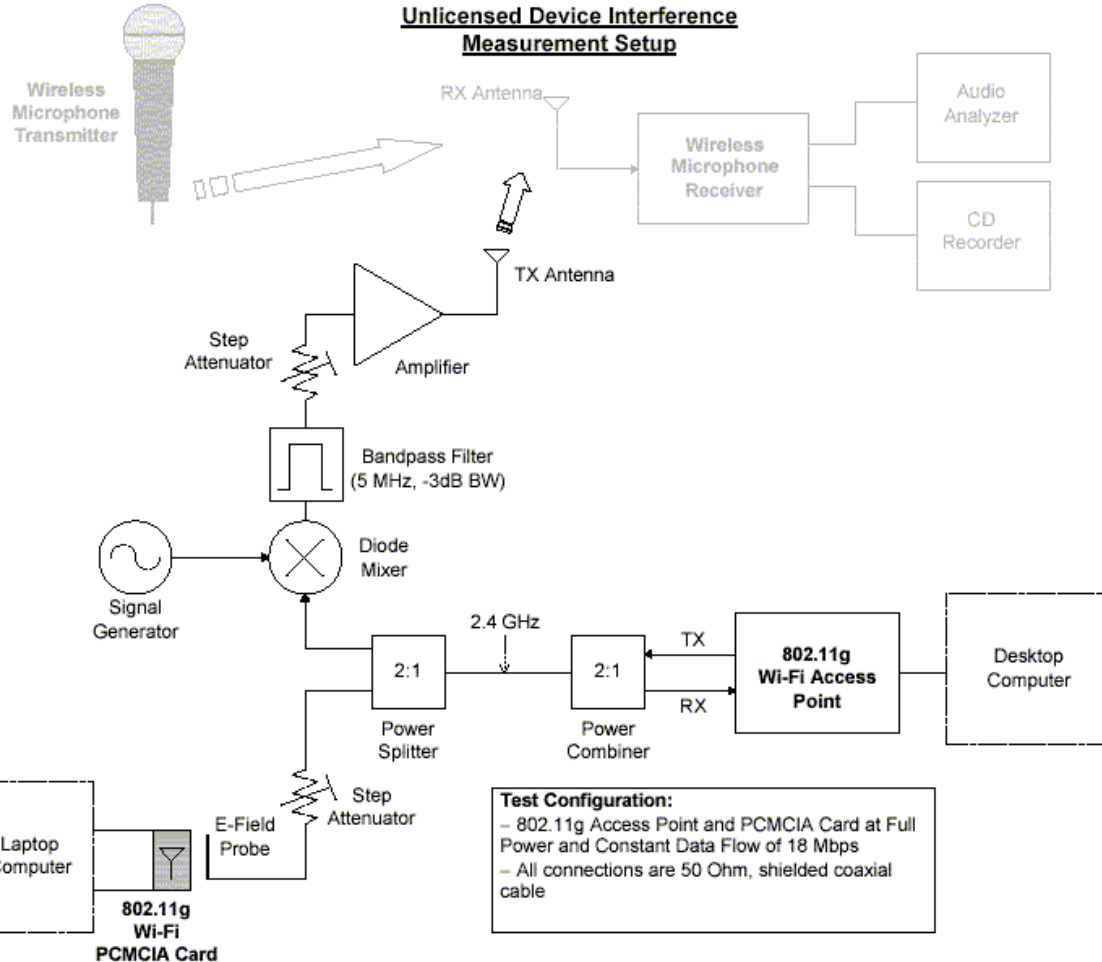 Unlicensed Device Interference
Measurement Setup
Wireless
Microphone
Transmitter
RX Antenna
Wireless
Microphone
Receiver
Audio
Analyzer
CD
Recorder
TX Antenna
Step
Attenuator
Amplifier
Bandpass Filter
(5 MHz, -3dB BW)
Diode
Mixer
Signal
Generator
2.4 GHz
2:1
Power
Splitter
2:1
Power
Combiner
TX
RX
802.11g
Wi-Fi Access
Point
Desktop
Computer
Step
Attenuator
E-Field
Probe
Laptop
Computer
802.11g
Wi-Fi
PCMCIA Card
Test Configuration:
– 802.11g Access Point and PCMCIA Card at Full
Power and Constant Data Flow of 18 Mbps
– All connections are 50 Ohm, shielded coaxial
cable